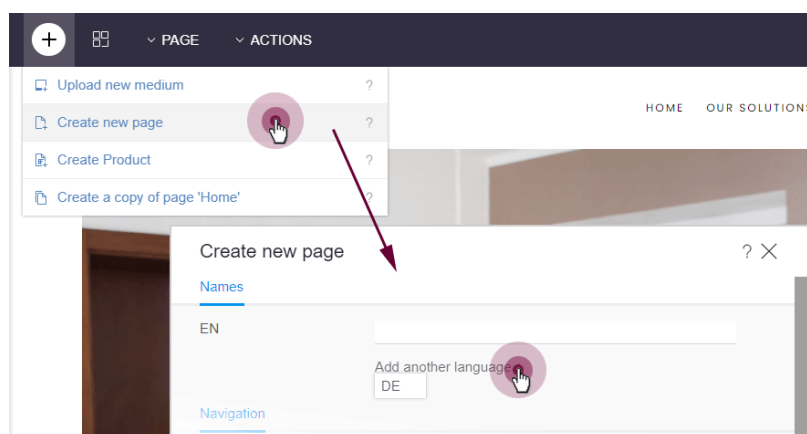 PAGE ACTIONS
Upload new medium ?
Create new page ?
Create Product ?
Create a copy of page 'Home' ?
HOME OUR SOLUTIONS
Create new page ?
Names
EN
Add another language
DE
Navigation